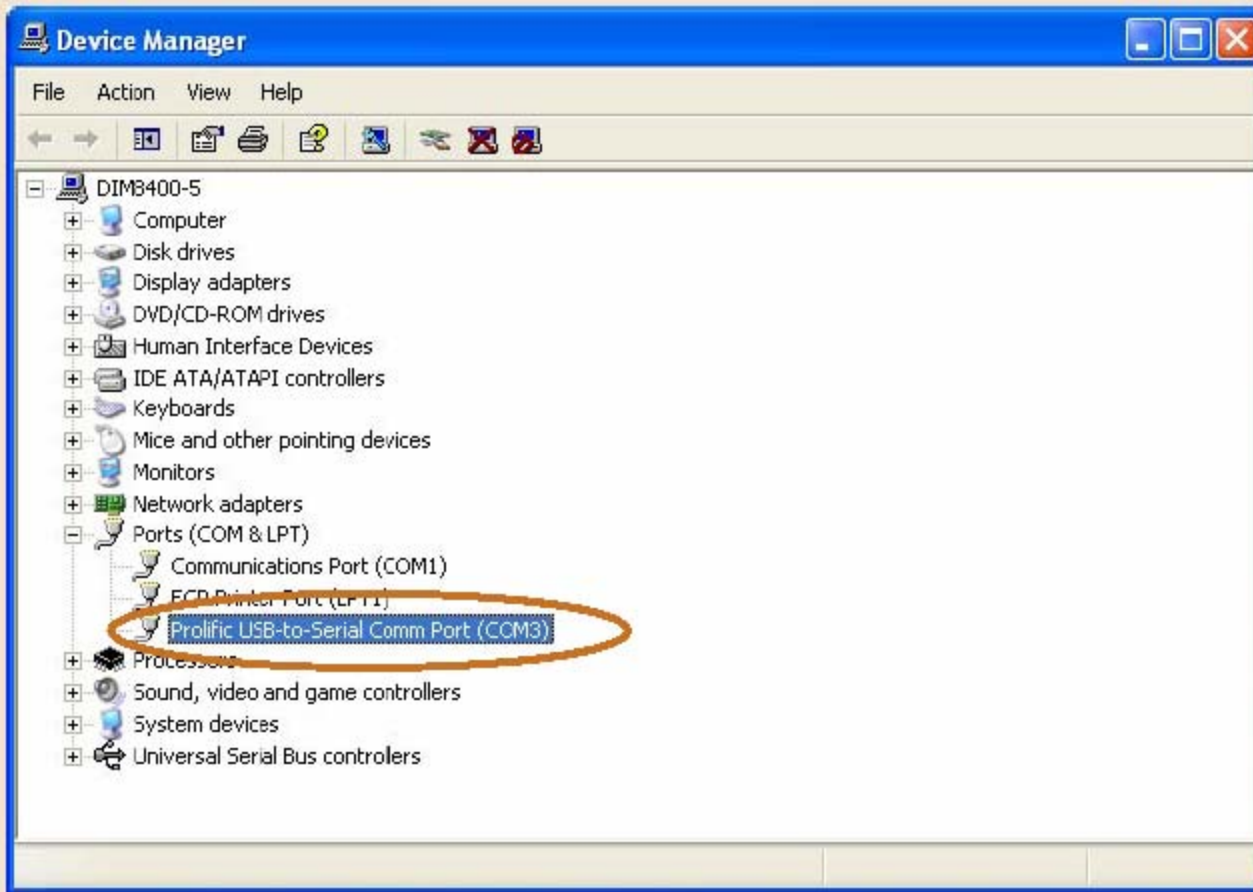 Device Manager
File Action View Help
DIM8400-5
Computer
Disk drives
Display adapters
DVD/CD-ROM drives
Human Interface Devices
IDE ATA/ATAPI controllers
Keyboards
Mice and other pointing devices
Monitors
Network adapters
Ports (COM & LPT)
Communications Port (COM1)
ECP Printer Port (LPT1)
Prolific USB-to-Serial Comm Port (COM3)
Processors
Sound, video and game controllers
System devices
Universal Serial Bus controllers